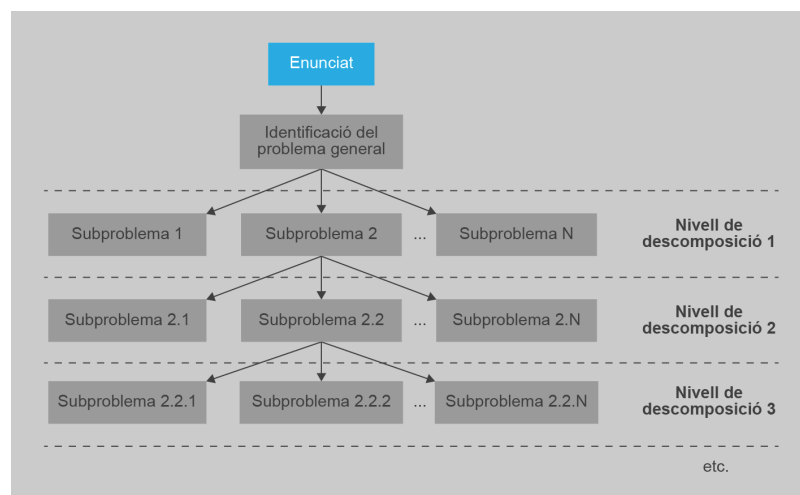 Enunciat
Identificació del
problema general
Subproblema 1
Subproblema 2
...
Subproblema N
Nivell de
descomposició 1
Subproblema 2.1
Subproblema 2.2
...
Subproblema 2.N
Nivell de
descomposició 2
Subproblema 2.2.1
Subproblema 2.2.2
...
Subproblema 2.2.N
Nivell de
descomposició 3
etc.